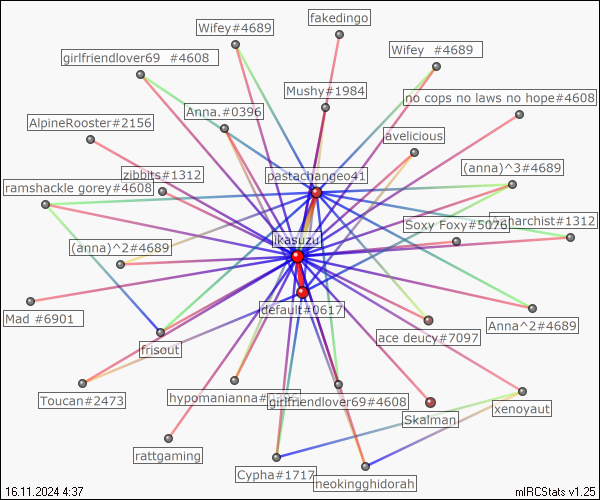 fakedingo
Wifey#4689
Wifey #4689
girlfriendlover69 #4608
Mushy#1984
no cops no laws no hope#4608
Anna.#0396
AlpineRooster#2156
avelicious
(anna)^3#4689
zibbits#1312
pastachangeo41
ramshackle gorey#4608
Soxy Foxy#5076
#1312
ikasuzu
(anna)^2#4689
default#0617
Mad #6901
Anna^2#4689
ace deucy#7097
frisout
Toucan#2473
hypomanianna#
girlfriendlover69#4608
xenoyaut
Skalman
rattgaming
Cypha#1717
neokingghidorah
16.11.2024 4:37
mIRCStats v1.25